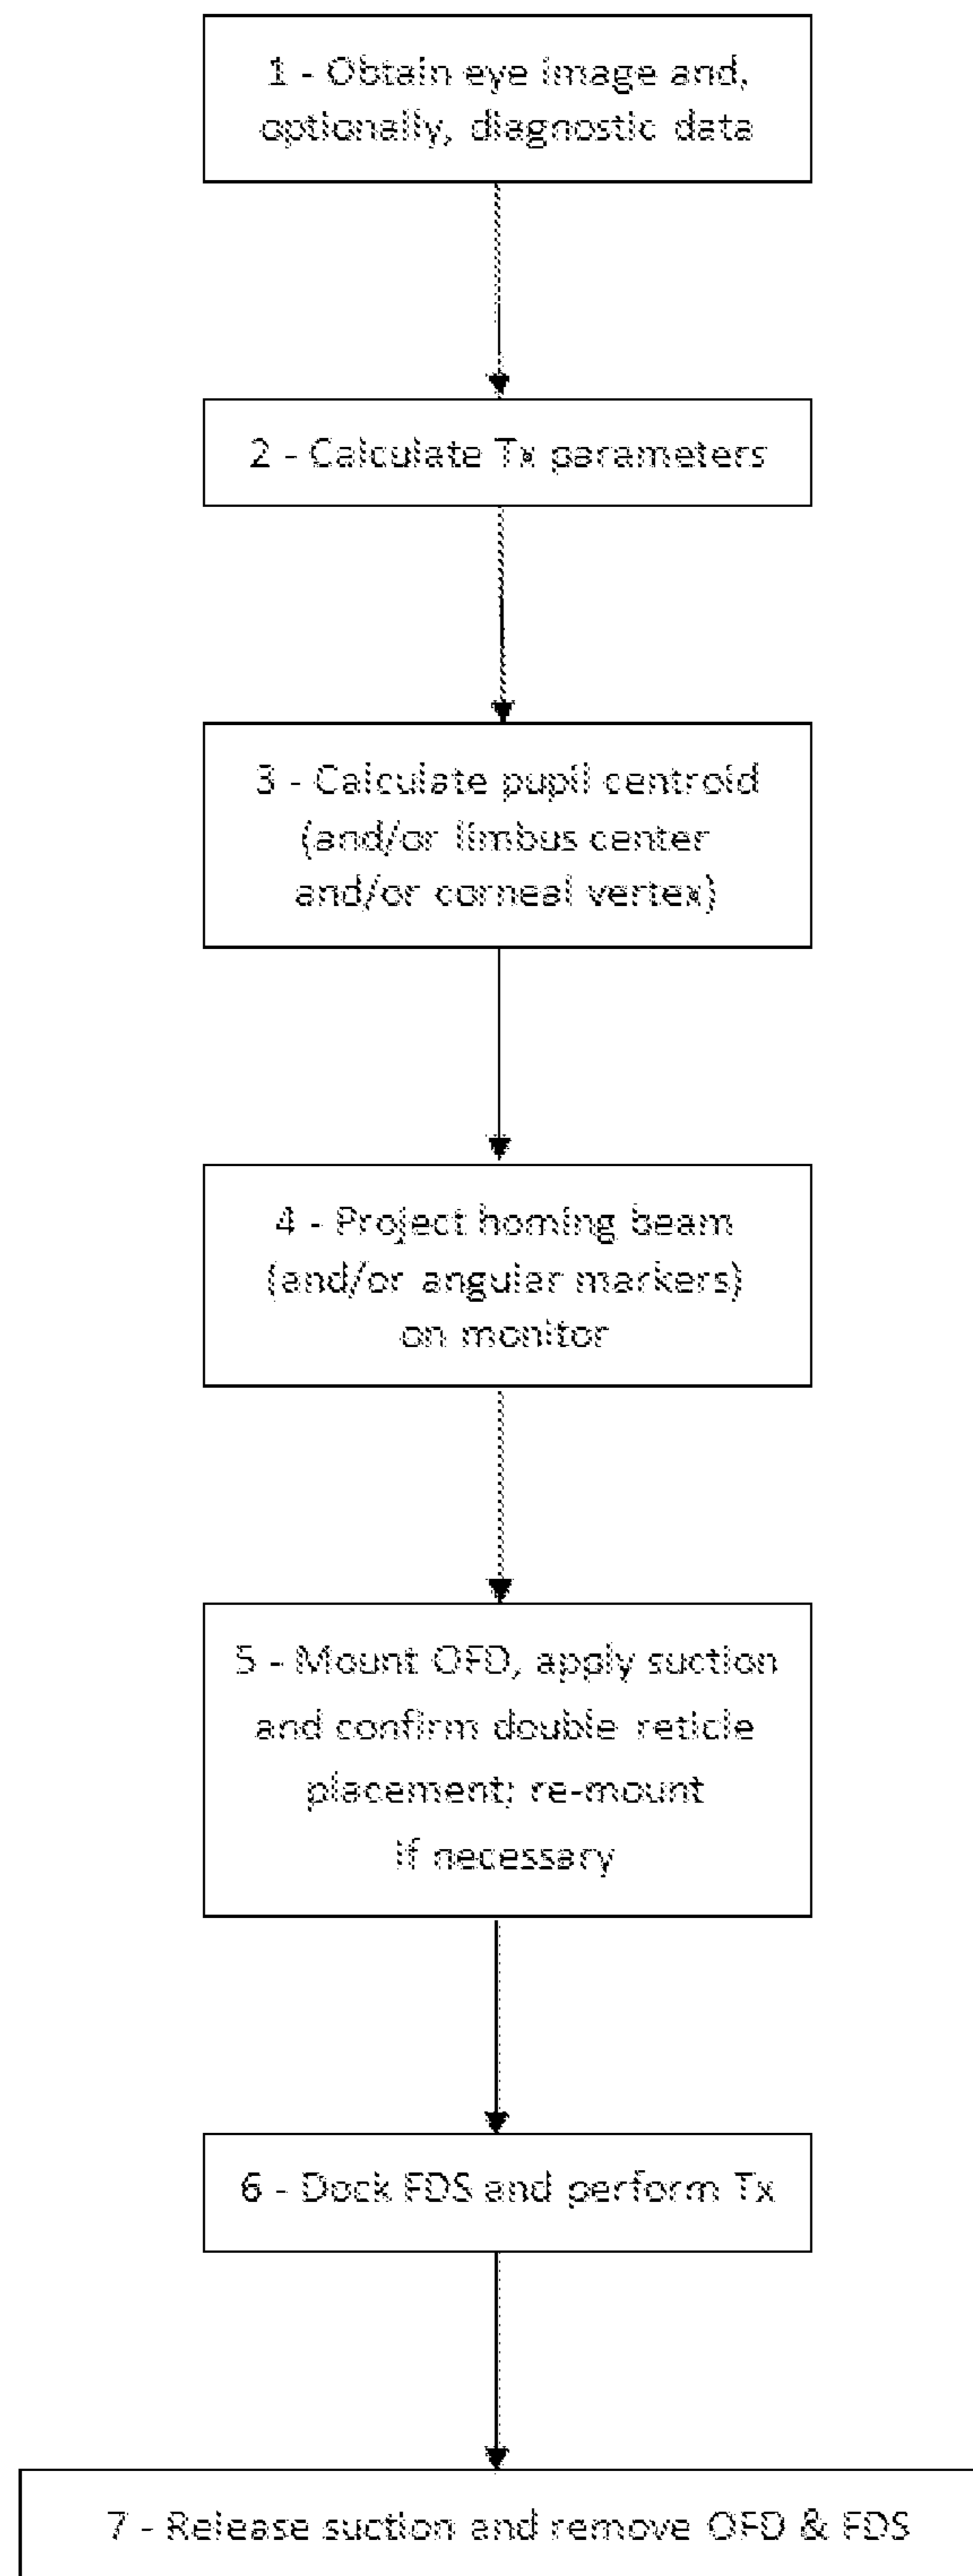 1 - Obtain eye image and,
optionally, diagnostic data
2 - Calculate Tx parameters
3 - Calculate pupil centroid
(and/or limbus center
and/or corneal vertex)
4 - Project homing beam
(and/or angular markers)
on monitor
5 - Mount OFD, apply suction
and confirm double reticle
placement; re-mount
if necessary
6 - Dock FDS and perform Tx
7 - Release suction and remove OFD & FDS